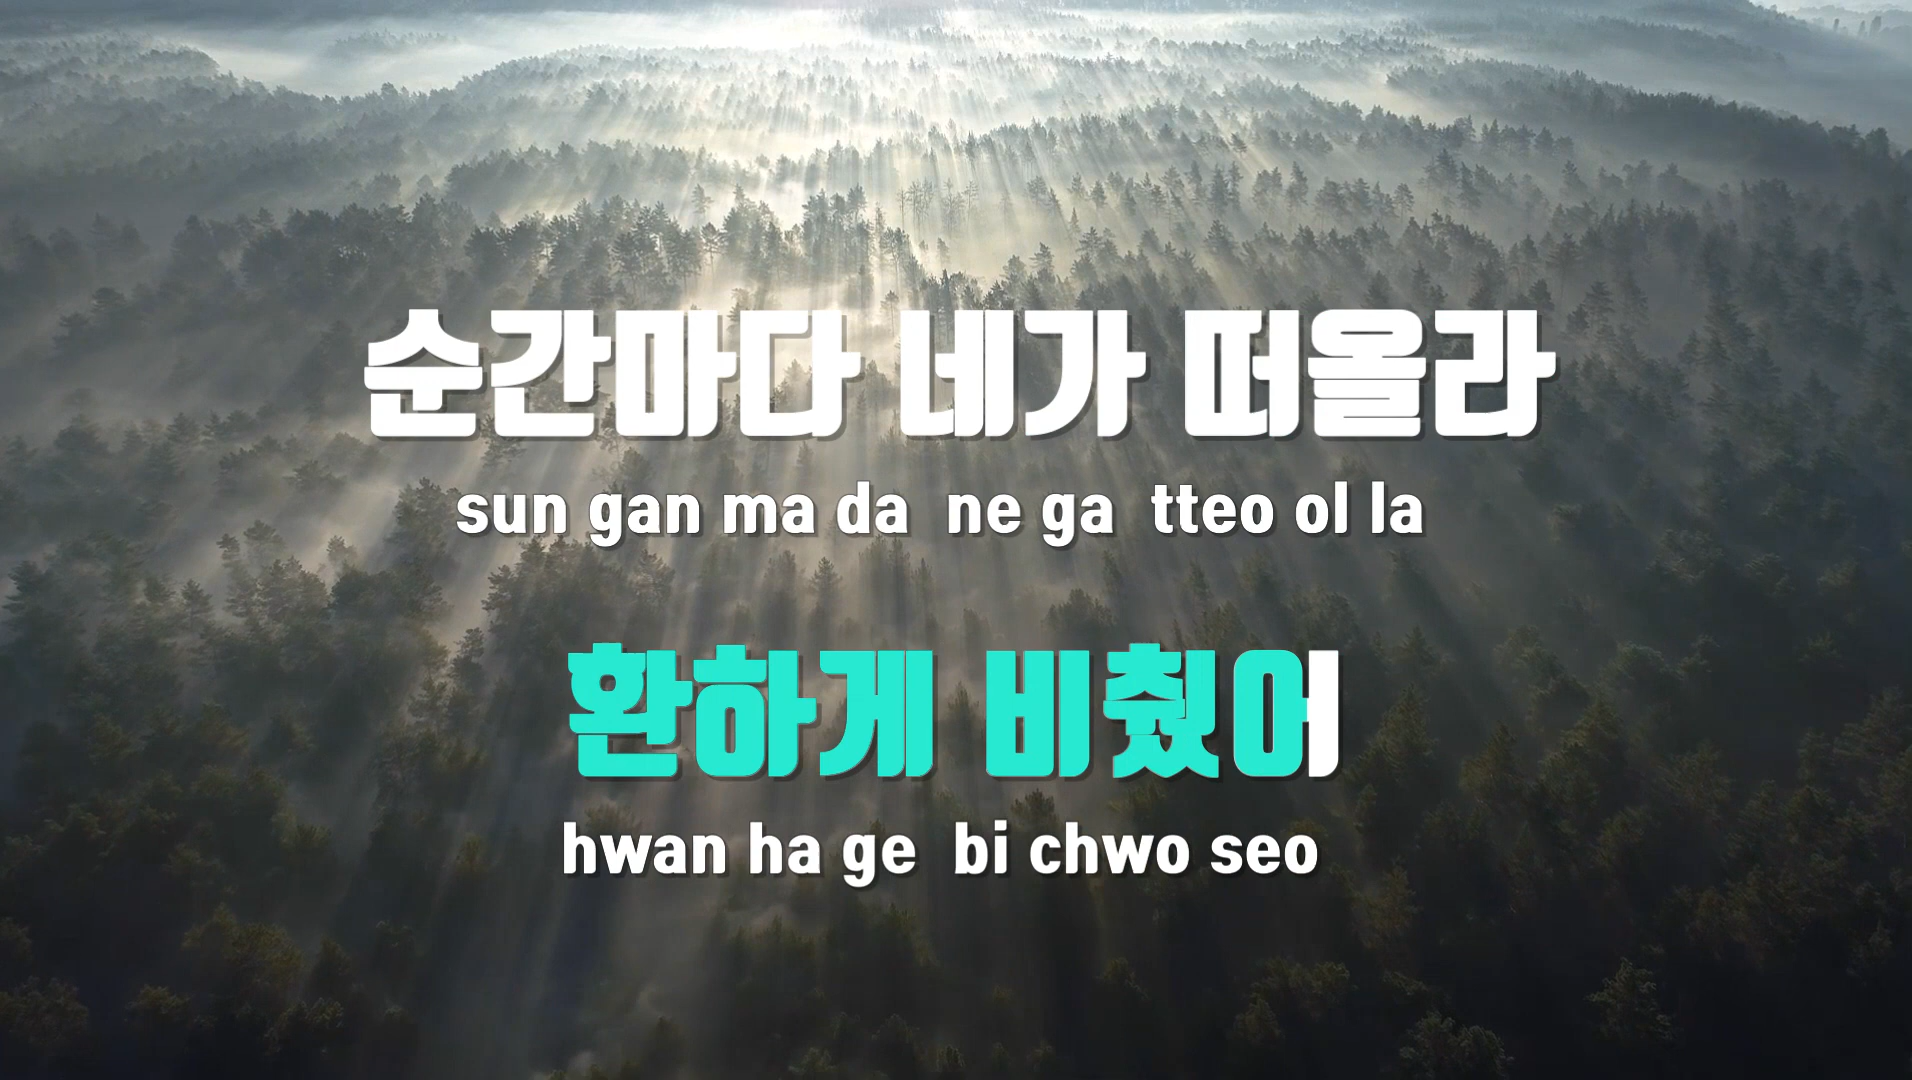 순간마다 네가 떠올라
sun gan ma da ne ga tteo ol la
환하게 비췄어
hwan ha ge bi chwo seo